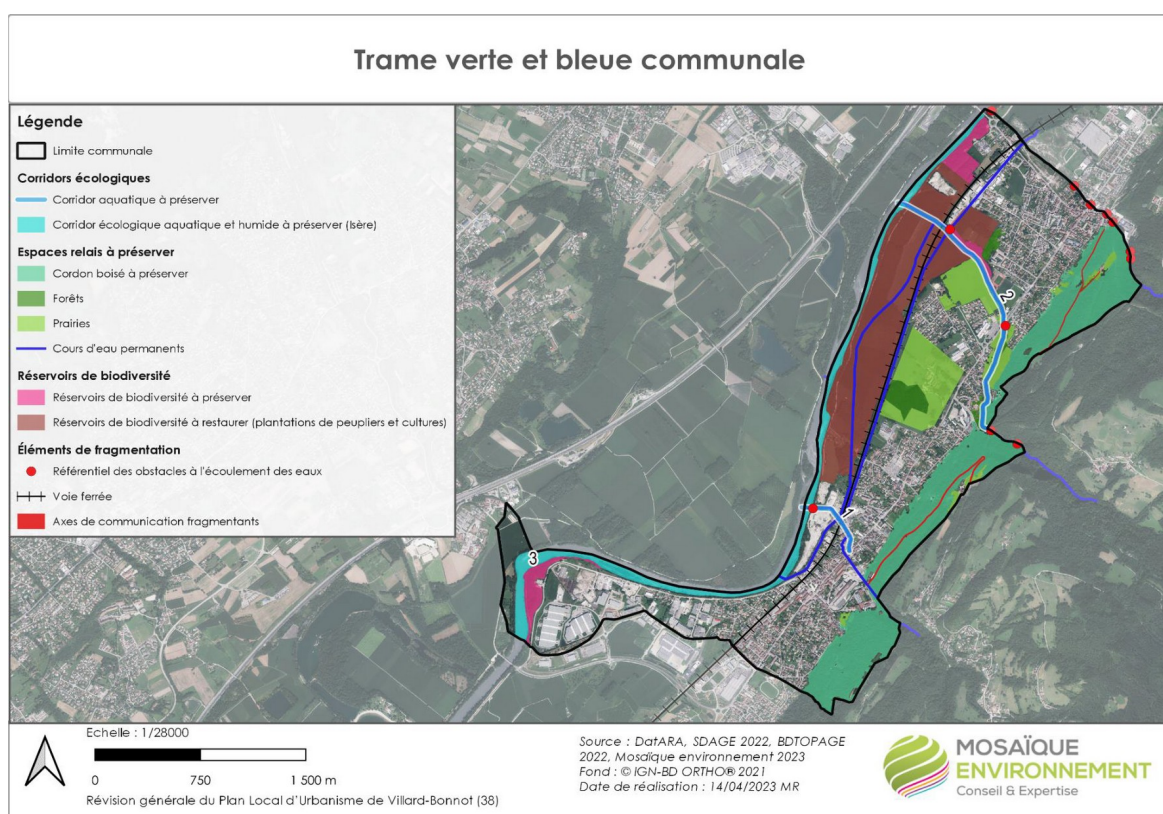 Trame verte et bleue communale
Légende
Limite communale
Corridors écologiques
Corridor aquatique à préserver
Corridor écologique aquatique et humide à préserver (Isère)
Espaces relais à préserver
Cordon boisé à préserver
Forêts
Prairies
Cours d'eau permanents
Réservoirs de biodiversité
Réservoirs de biodiversité à préserver
Réservoirs de biodiversité à restaurer (plantations de peupliers et cultures)
Éléments de fragmentation
Référentiel des obstacles à l'écoulement des eaux
Voie ferrée
Axes de communication fragmentants
2
1
3
Echelle : 1/28000
0 750 1 500 m
Révision générale du Plan Local d'Urbanisme de Villard-Bonnot (38)
Source : DatARA, SDAGE 2022, BDTOPAGE
2022, Mosaïque environnement 2023
Fond : © IGN-BD ORTHO® 2021
Date de réalisation : 14/04/2023 MR
MOSAÏQUE
ENVIRONNEMENT
Conseil & Expertise